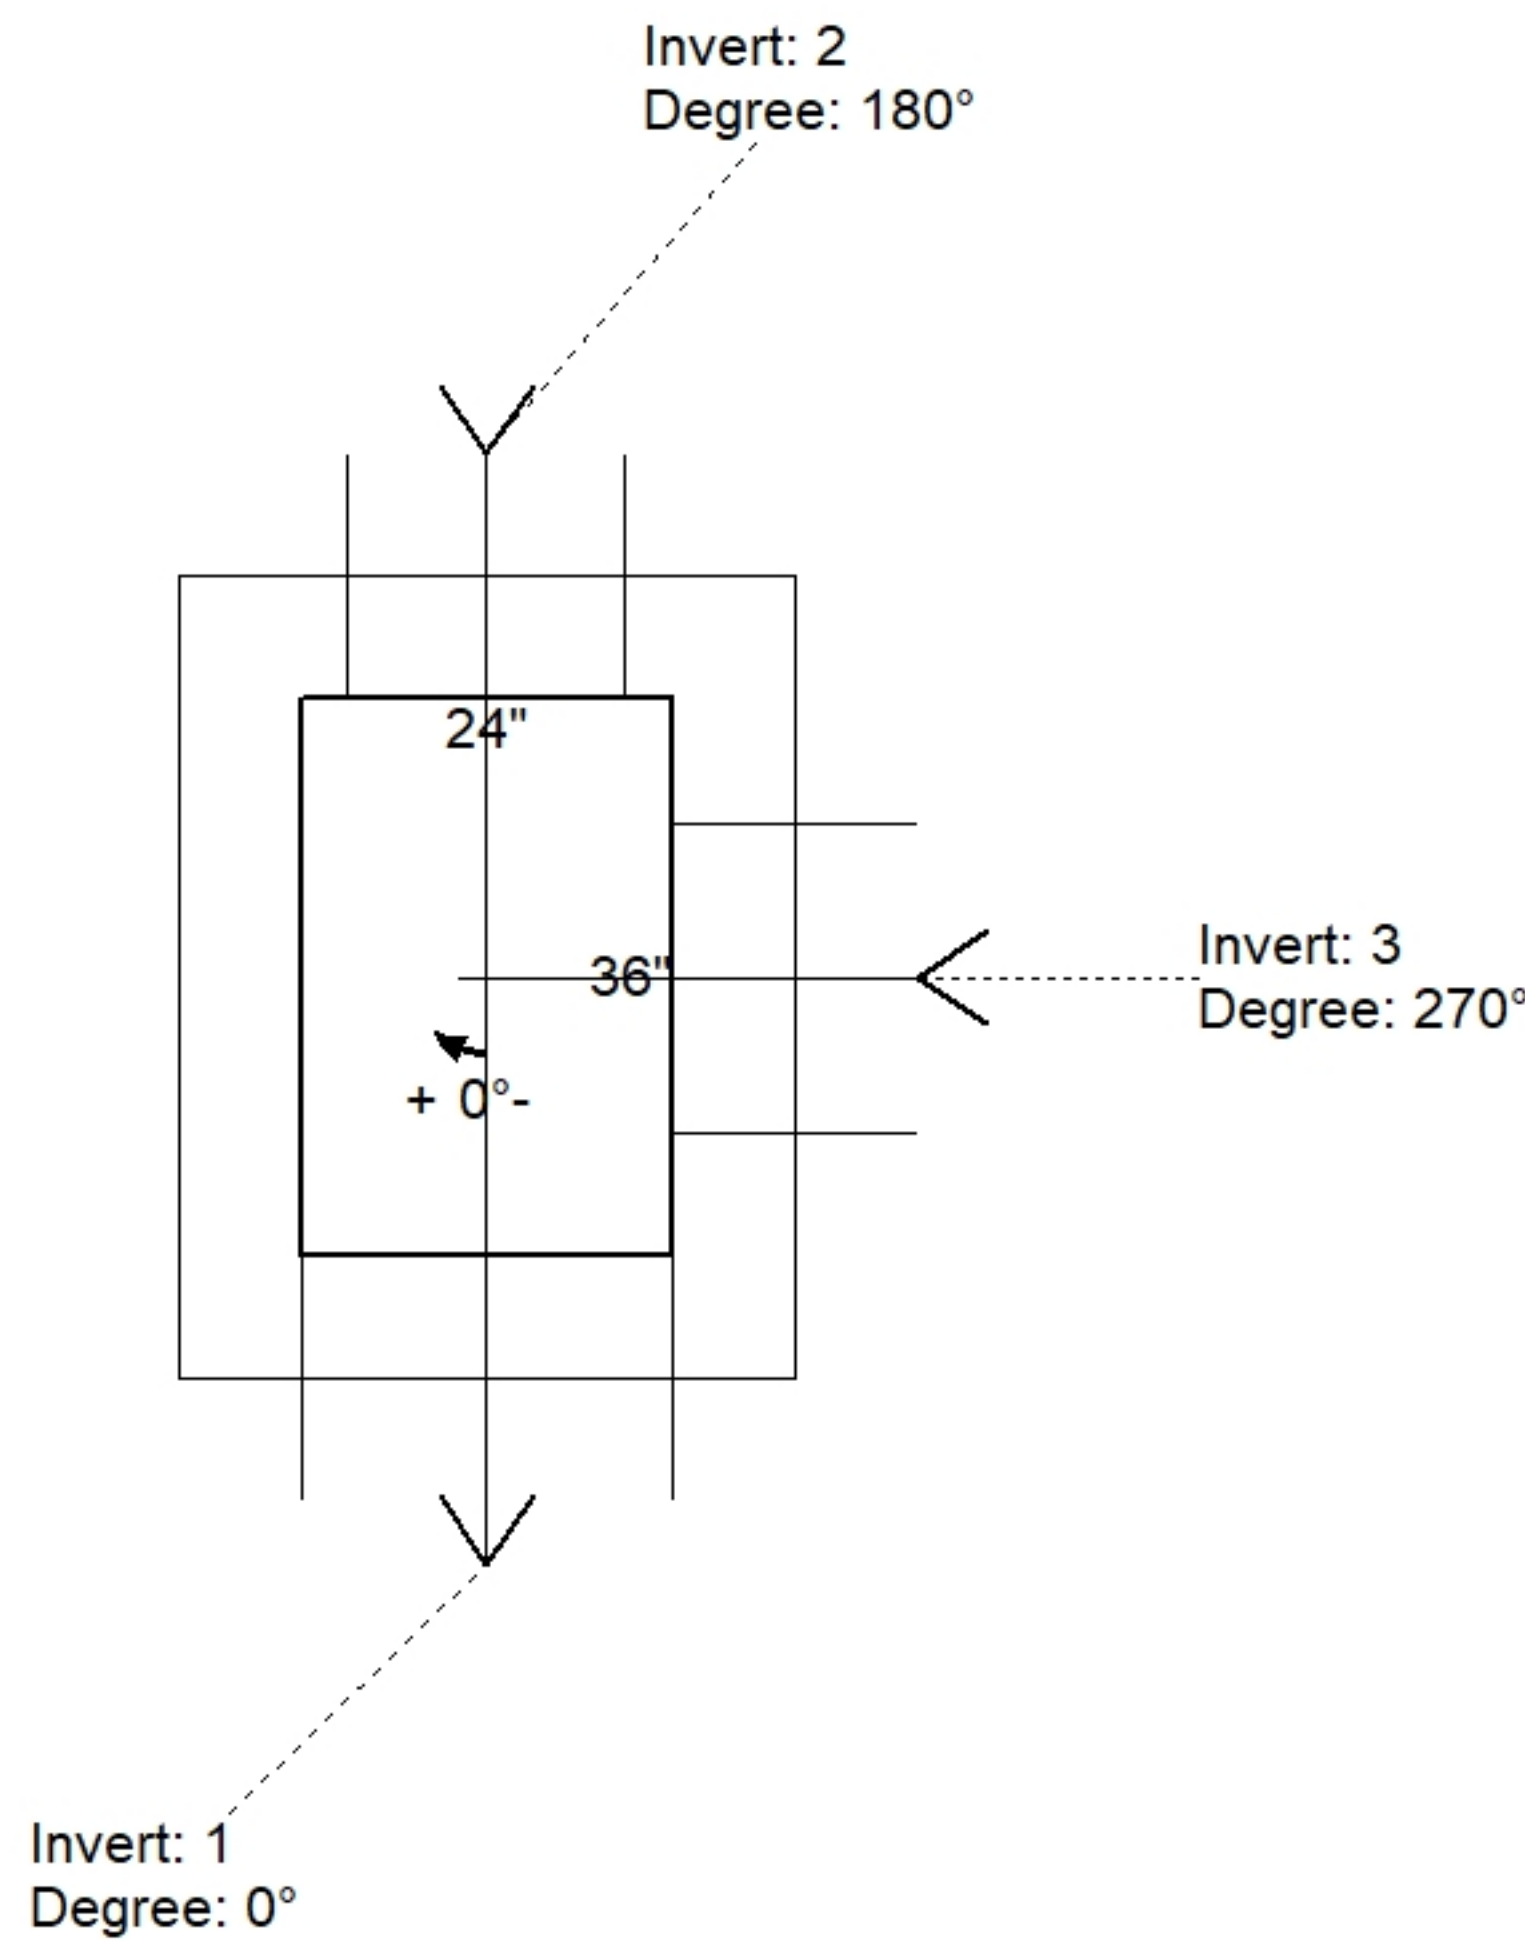 Invert: 2
Degree: 180°
24"
36"
Invert: 3
Degree: 270°
+ 0°-
Invert: 1
Degree: 0°